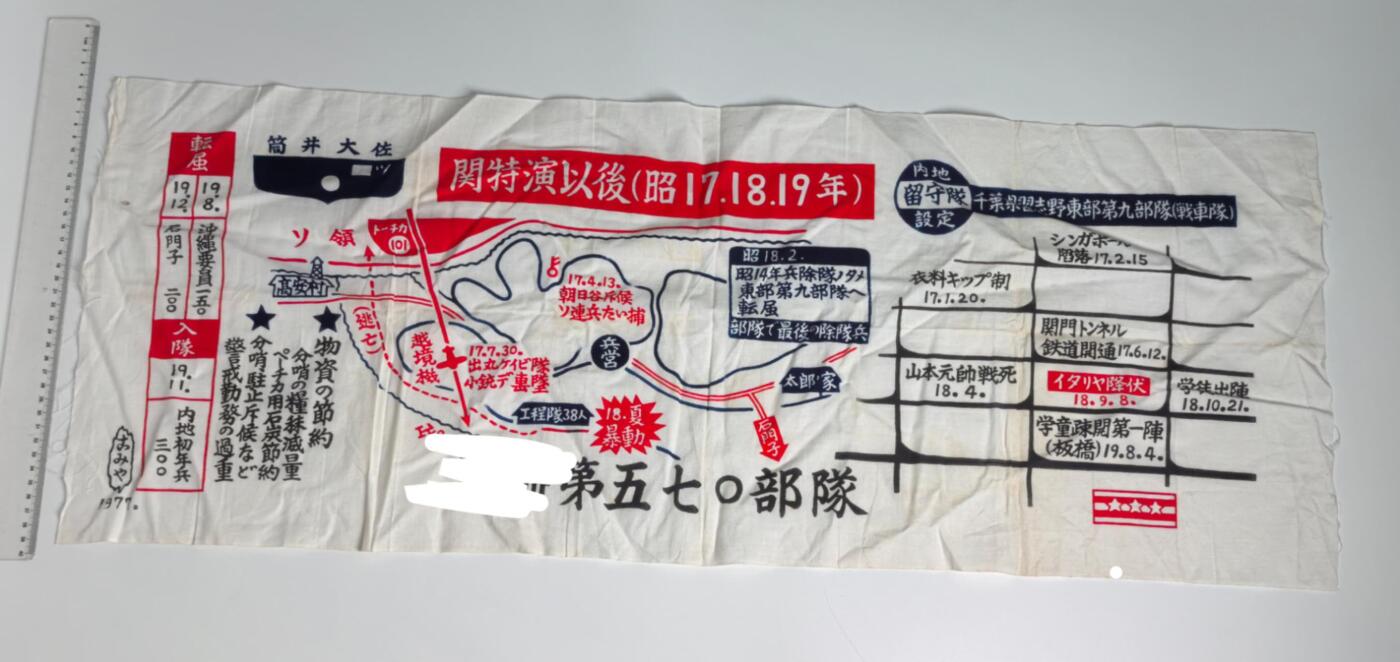 関特演以後(昭17.18.19年)
内地
留守隊
設定
千葉県習志野東部第九部隊(戦車隊)
シンガポール
陥落17.2.15
衣料キップ制
17.1.20.
関門トンネル
鉄道開通17.6.12.
山本元帥戦死
18.4.
イタリヤ降伏
18.9.8.
学徒出陣
18.10.21.
学童疎開第一陣
(板橋)19.8.4.
昭18.2.
昭14年兵除隊ノタメ
東部第九部隊へ
転属
部隊で最後の除隊兵
太郎ノ家
石門子
兵営
17.4.13.
朝日谷斥候
ソ連兵たい捕
17.7.30.
出丸ケイビ隊
小銃デ墜
越境機
工程隊38人
18.夏
暴動
トーチカ
101
ソ領
高安村
(逃亡)
第五七〇部隊
筒井大佐
ツ
物資の節約
分哨の糧秣減量
ペーチカ用石炭節約
分哨、駐止斥候など
警戒勤務の過重
転属
19.8.
沖縄要員一五〇
19.12.
石門子 二〇〇
入隊
19.11.
内地初年兵
三〇〇
おみや
1977.